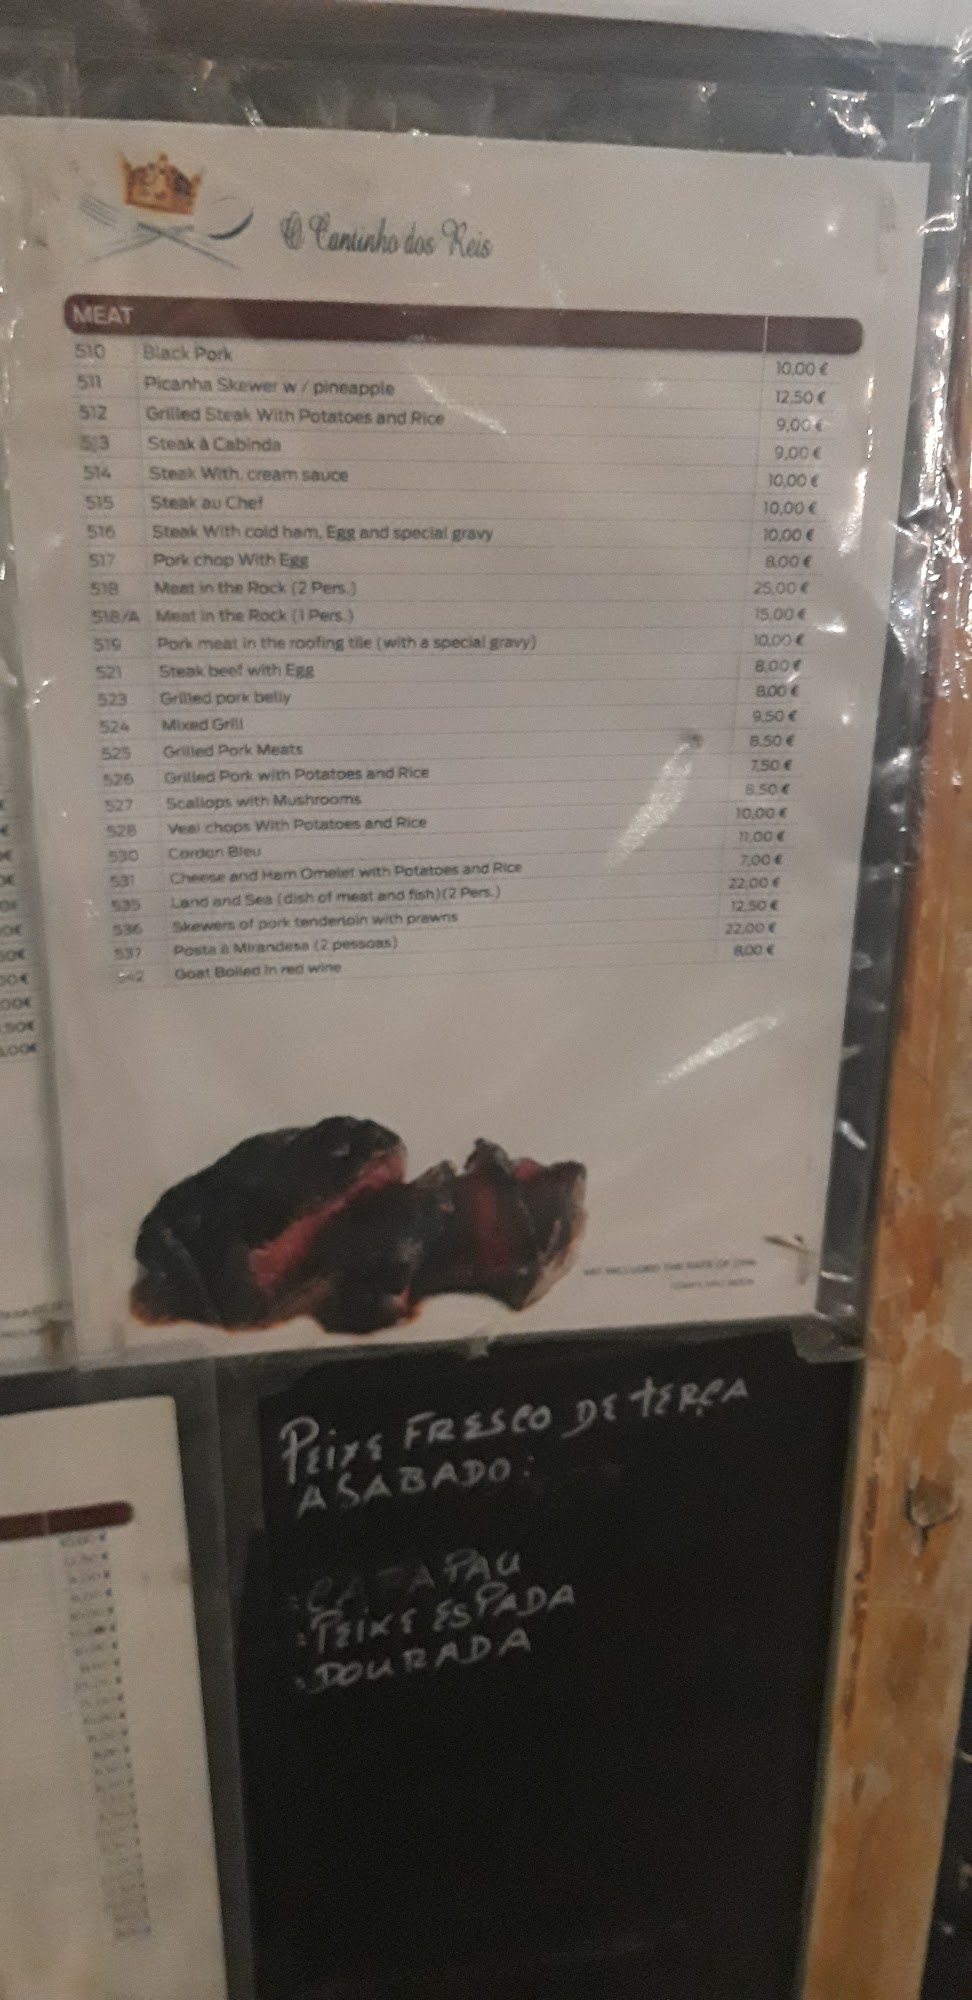 O Cantinho dos Reis
MEAT
510 Black Pork 10,00 €
511 Picanha Skewer w / pineapple 12,50 €
512 Grilled Steak With Potatoes and Rice 9,00 €
513 Steak à Cabinda 9,00 €
514 Steak With. cream sauce 10,00 €
515 Steak au Chef 10,00 €
516 Steak With cold ham, Egg and special gravy 10,00 €
517 Pork chop With Egg 8,00 €
518 Meat in the Rock (2 Pers.) 25,00 €
518/A Meat in the Rock (1 Pers.) 15,00 €
519 Pork meat in the roofing tile (with a special gravy) 10,00 €
521 Steak beef with Egg 8,00 €
523 Grilled pork belly 8,00 €
524 Mixed Grill 9,50 €
525 Grilled Pork Meats 8,50 €
526 Grilled Pork with Potatoes and Rice 7,50 €
527 Scallops with Mushrooms 8,50 €
528 Veal chops With Potatoes and Rice 10,00 €
530 Cordon Bleu 11,00 €
531 Cheese and Ham Omelet with Potatoes and Rice 7,00 €
535 Land and Sea (dish of meat and fish) (2 Pers.) 22,00 €
536 Skewers of pork tenderloin with prawns 12,50 €
537 Posta à Mirandesa (2 pessoas) 22,00 €
542 Goat Boiled in red wine 8,00 €
VAT INCLUDED THE RATE OF
PEIXE FRESCO DE TERÇA
A SABADO:
PEIXE ESPADA
DOURADA